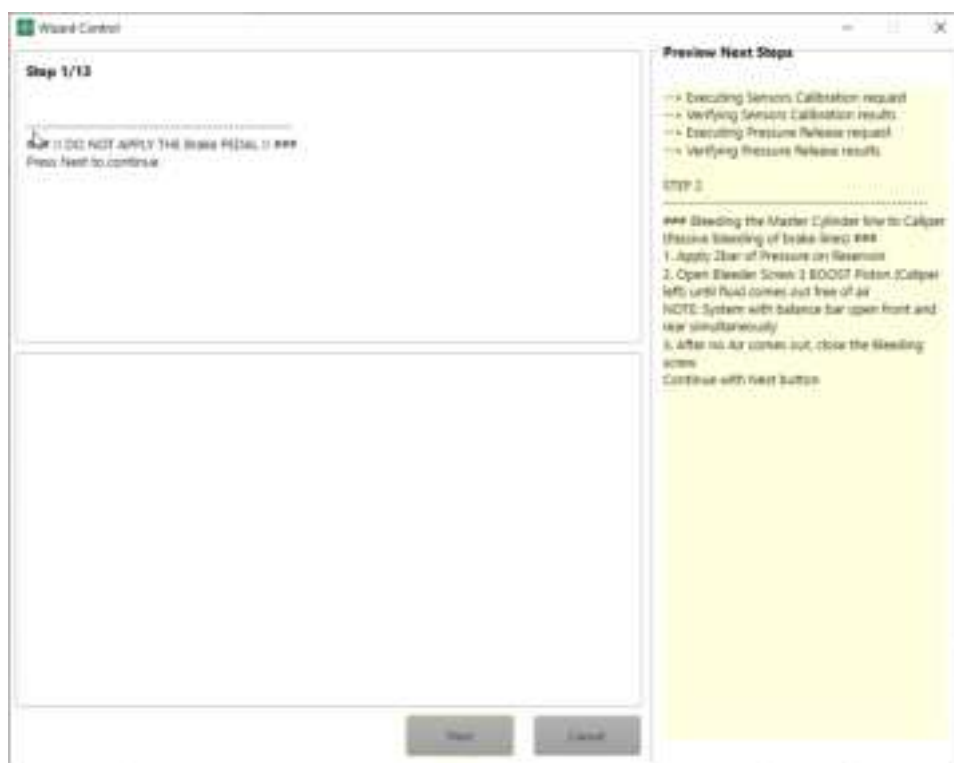 Wizard Control
Step 1/13
----------------------------------------------------
### !! DO NOT APPLY THE Brake PEDAL !! ###
Press Next to continue
Preview Next Steps
--> Executing Sensors Calibration request
--> Verifying Sensors Calibration results
--> Executing Pressure Release request
--> Verifying Pressure Release results
STEP 2
----------------------------------------------------
### Bleeding the Master Cylinder line to Caliper
(Passive bleeding of brake lines) ###
1. Apply 2bar of Pressure on Reservoir
2. Open Bleeder Screw BOOST Piston (Caliper
left) until fluid comes out free of air
NOTE: System with balance bar open front and
rear simultaneously
3. After no Air comes out, close the Bleeding
screw
Continue with Next button
Next
Cancel